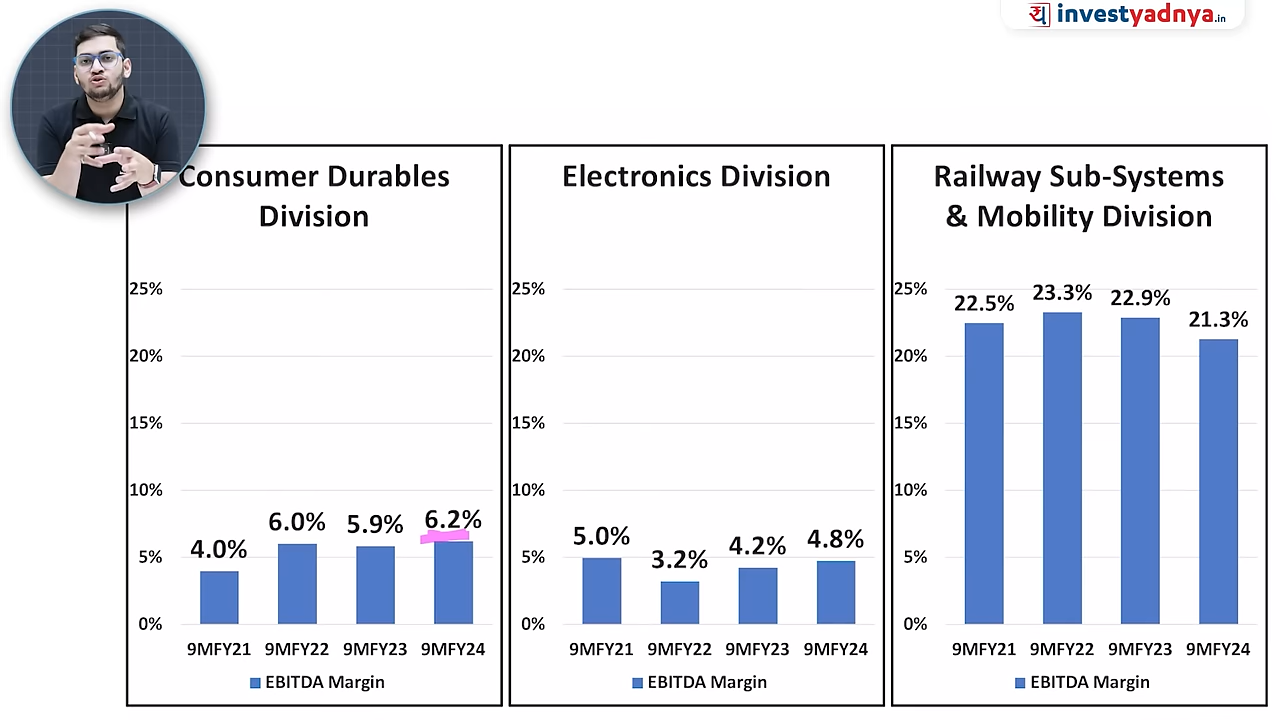 य investyadnya.in
Consumer Durables
Division
25%
20%
15%
10%
5%
0%
4.0%
6.0%
5.9%
6.2%
9MFY21 9MFY22 9MFY23 9MFY24
EBITDA Margin
Electronics Division
25%
20%
15%
10%
5%
0%
5.0%
3.2%
4.2%
4.8%
9MFY21 9MFY22 9MFY23 9MFY24
EBITDA Margin
Railway Sub-Systems
& Mobility Division
25%
20%
15%
10%
5%
0%
22.5%
23.3%
22.9%
21.3%
9MFY21 9MFY22 9MFY23 9MFY24
EBITDA Margin